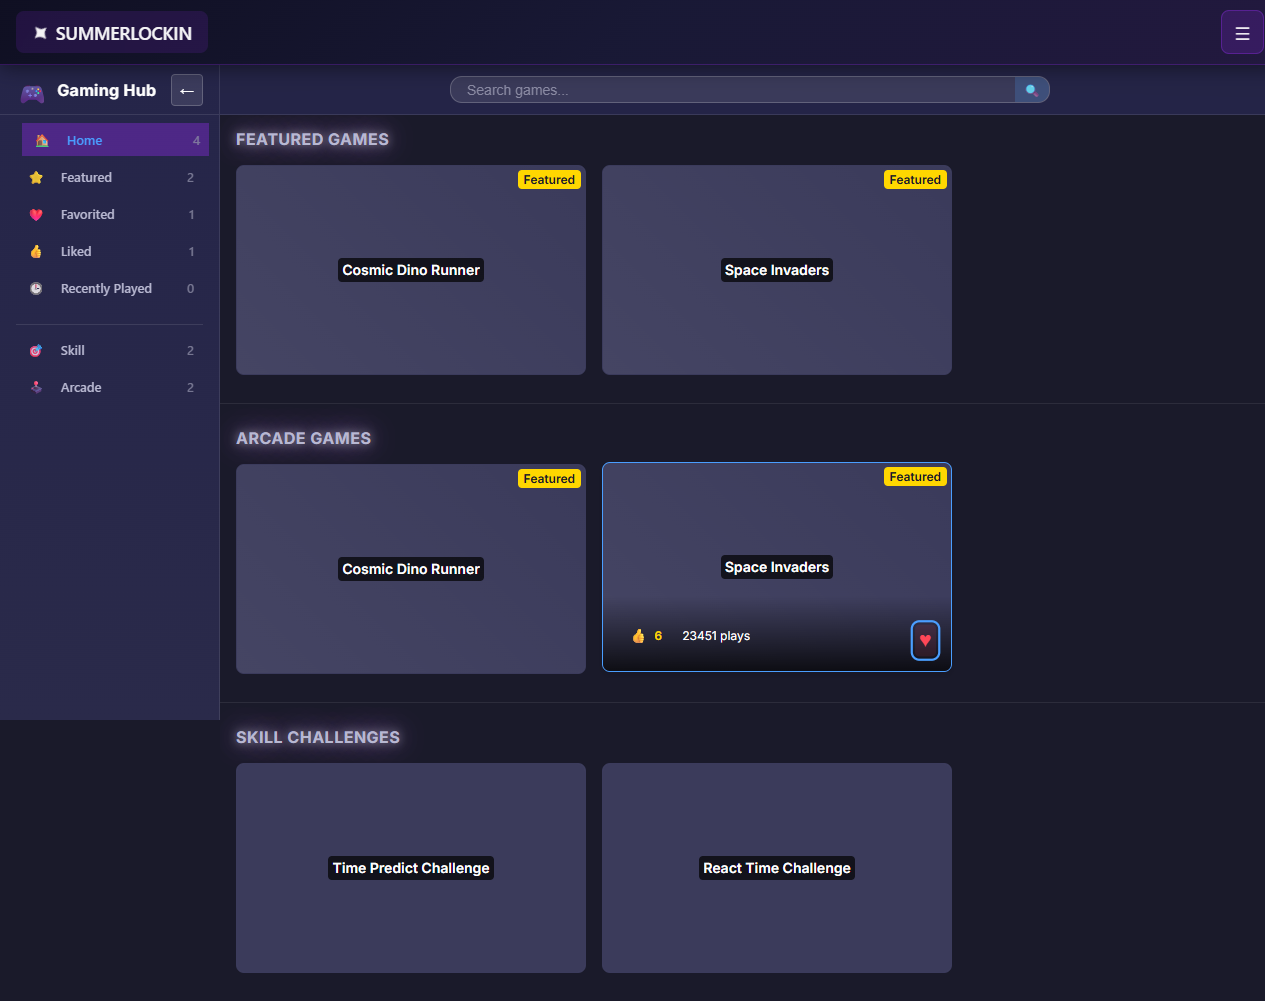 SUMMERLOCKIN
☰
Gaming Hub
←
Search games...
Home 4
Featured 2
Favorited 1
Liked 1
Recently Played 0
Skill 2
Arcade 2
FEATURED GAMES
Featured
Cosmic Dino Runner
Featured
Space Invaders
ARCADE GAMES
Featured
Cosmic Dino Runner
Featured
Space Invaders
6 23451 plays
SKILL CHALLENGES
Time Predict Challenge
React Time Challenge